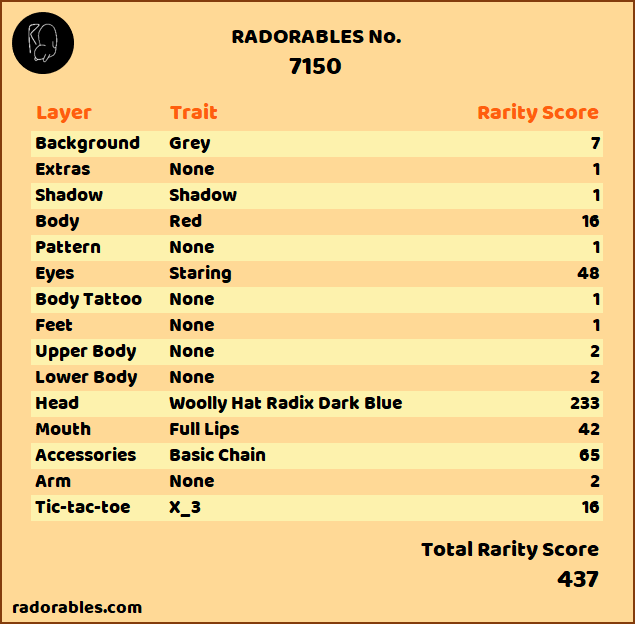 RADORABLES No.
7150
Layer Trait Rarity Score
Background Grey 7
Extras None 1
Shadow Shadow 1
Body Red 16
Pattern None 1
Eyes Staring 48
Body Tattoo None 1
Feet None 1
Upper Body None 2
Lower Body None 2
Head Woolly Hat Radix Dark Blue 233
Mouth Full Lips 42
Accessories Basic Chain 65
Arm None 2
Tic-tac-toe X_3 16
Total Rarity Score
437
radorables.com